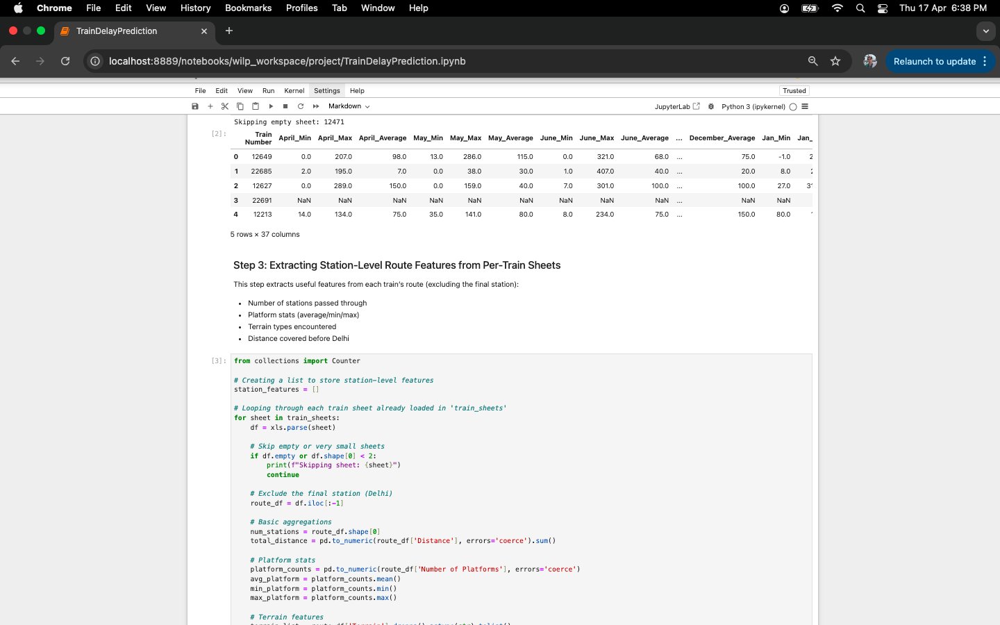 Chrome File Edit View History Bookmarks Profiles Tab Window Help Thu 17 Apr 6:38 PM
TrainDelayPrediction
localhost:8889/notebooks/wilp_workspace/project/TrainDelayPrediction.ipynb Relaunch to update
File Edit View Run Kernel Settings Help Trusted
Markdown JupyterLab Python 3 (ipykernel)
Skipping empty sheet: 12471
[2]: Train Number April_Min April_Max April_Average May_Min May_Max May_Average June_Min June_Max June_Average ... December_Average Jan_Min Jan_
0 12649 0.0 207.0 98.0 13.0 286.0 115.0 0.0 321.0 68.0 ... 75.0 -1.0
1 22685 2.0 195.0 7.0 0.0 38.0 30.0 1.0 407.0 40.0 ... 20.0 8.0
2 12627 0.0 289.0 150.0 0.0 159.0 40.0 7.0 301.0 100.0 ... 100.0 27.0
3 22691 NaN NaN NaN NaN NaN NaN NaN NaN NaN ... NaN NaN
4 12213 14.0 134.0 75.0 35.0 141.0 80.0 8.0 234.0 75.0 ... 150.0 80.0
5 rows × 37 columns
Step 3: Extracting Station-Level Route Features from Per-Train Sheets
This step extracts useful features from each train's route (excluding the final station):
• Number of stations passed through
• Platform stats (average/min/max)
• Terrain types encountered
• Distance covered before Delhi
[3]: from collections import Counter
# Creating a list to store station-level features
station_features = []
# Looping through each train sheet already loaded in 'train_sheets'
for sheet in train_sheets:
    df = xls.parse(sheet)
    # Skip empty or very small sheets
    if df.empty or df.shape[0] < 2:
        print(f"Skipping sheet: {sheet}")
        continue
    # Exclude the final station (Delhi)
    route_df = df.iloc[:-1]
    # Basic aggregations
    num_stations = route_df.shape[0]
    total_distance = pd.to_numeric(route_df['Distance'], errors='coerce').sum()
    # Platform stats
    platform_counts = pd.to_numeric(route_df['Number of Platforms'], errors='coerce')
    avg_platform = platform_counts.mean()
    min_platform = platform_counts.min()
    max_platform = platform_counts.max()
    # Terrain features